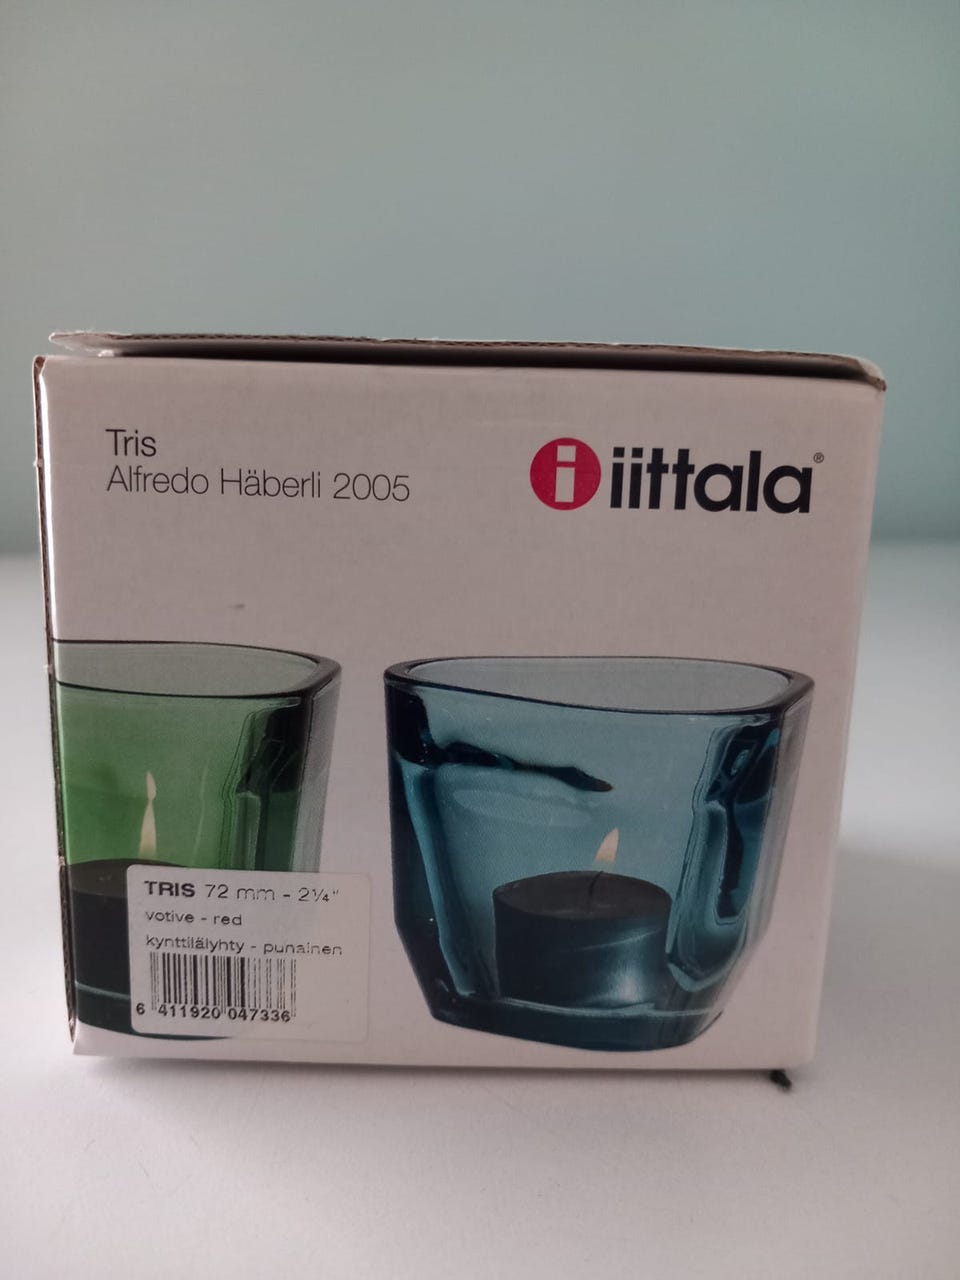 Tris
Alfredo Häberli 2005
i iittala®
TRIS 72 mm - 2¼"
votive - red
kynttilälyhty - punainen
6 411920 047336